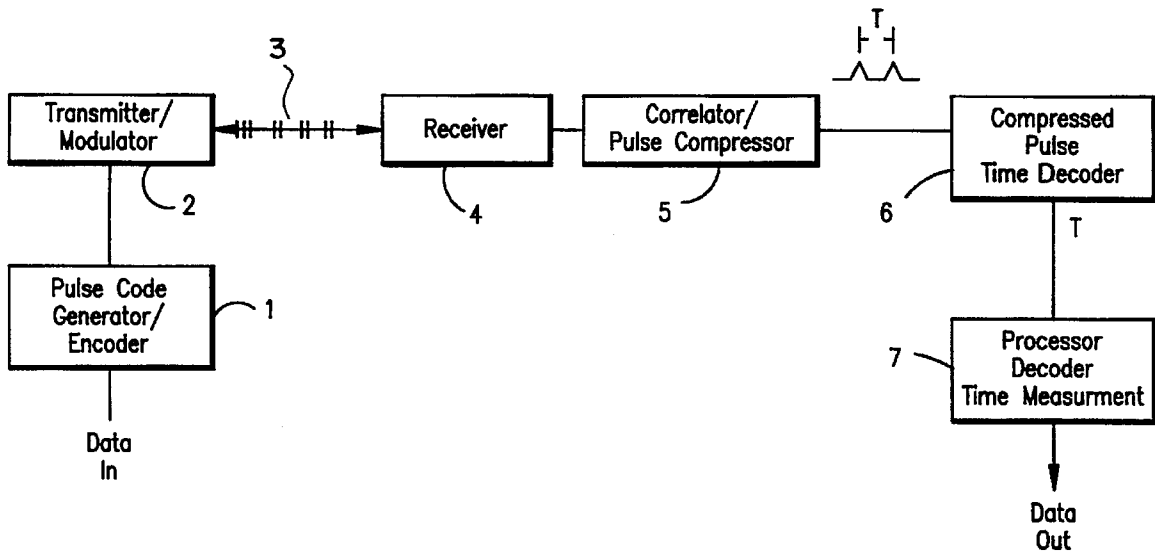 T
3
Transmitter/
Modulator
2
Receiver
4
Correlator/
Pulse Compressor
5
Compressed
Pulse
Time Decoder
6
T
Pulse Code
Generator/
Encoder
1
Data
In
Processor
Decoder
Time Measurment
7
Data
Out